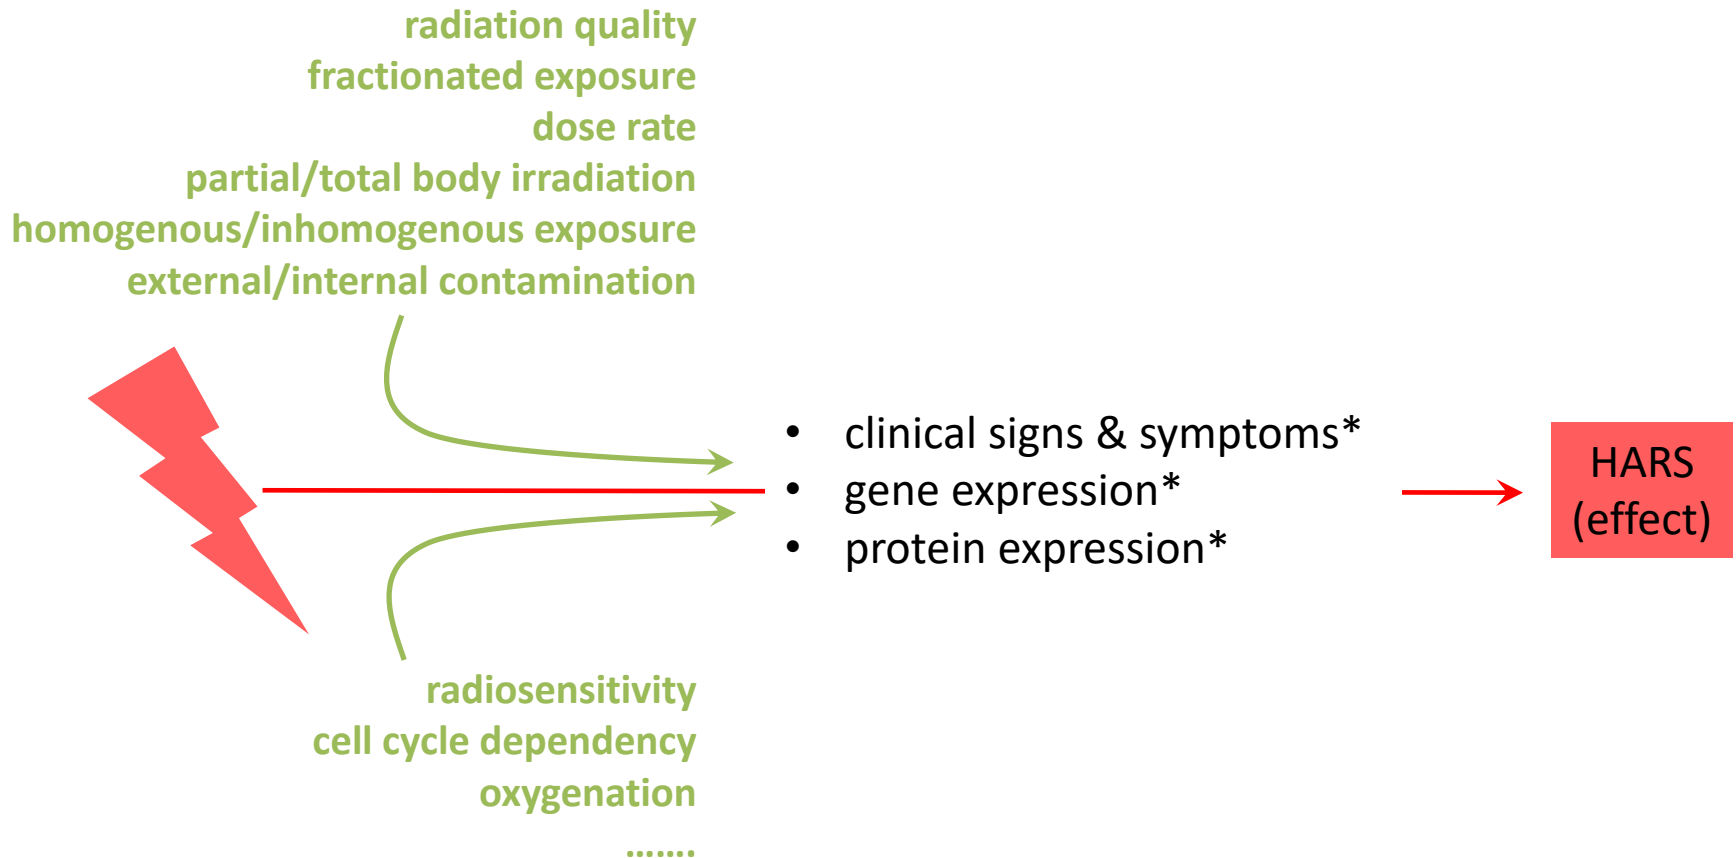 radiation quality
fractionated exposure
dose rate
partial/total body irradiation
homogenous/inhomogenous exposure
external/internal contamination
• clinical signs & symptoms*
• gene expression*
• protein expression*
HARS
(effect)
radiosensitivity
cell cycle dependency
oxygenation
.......